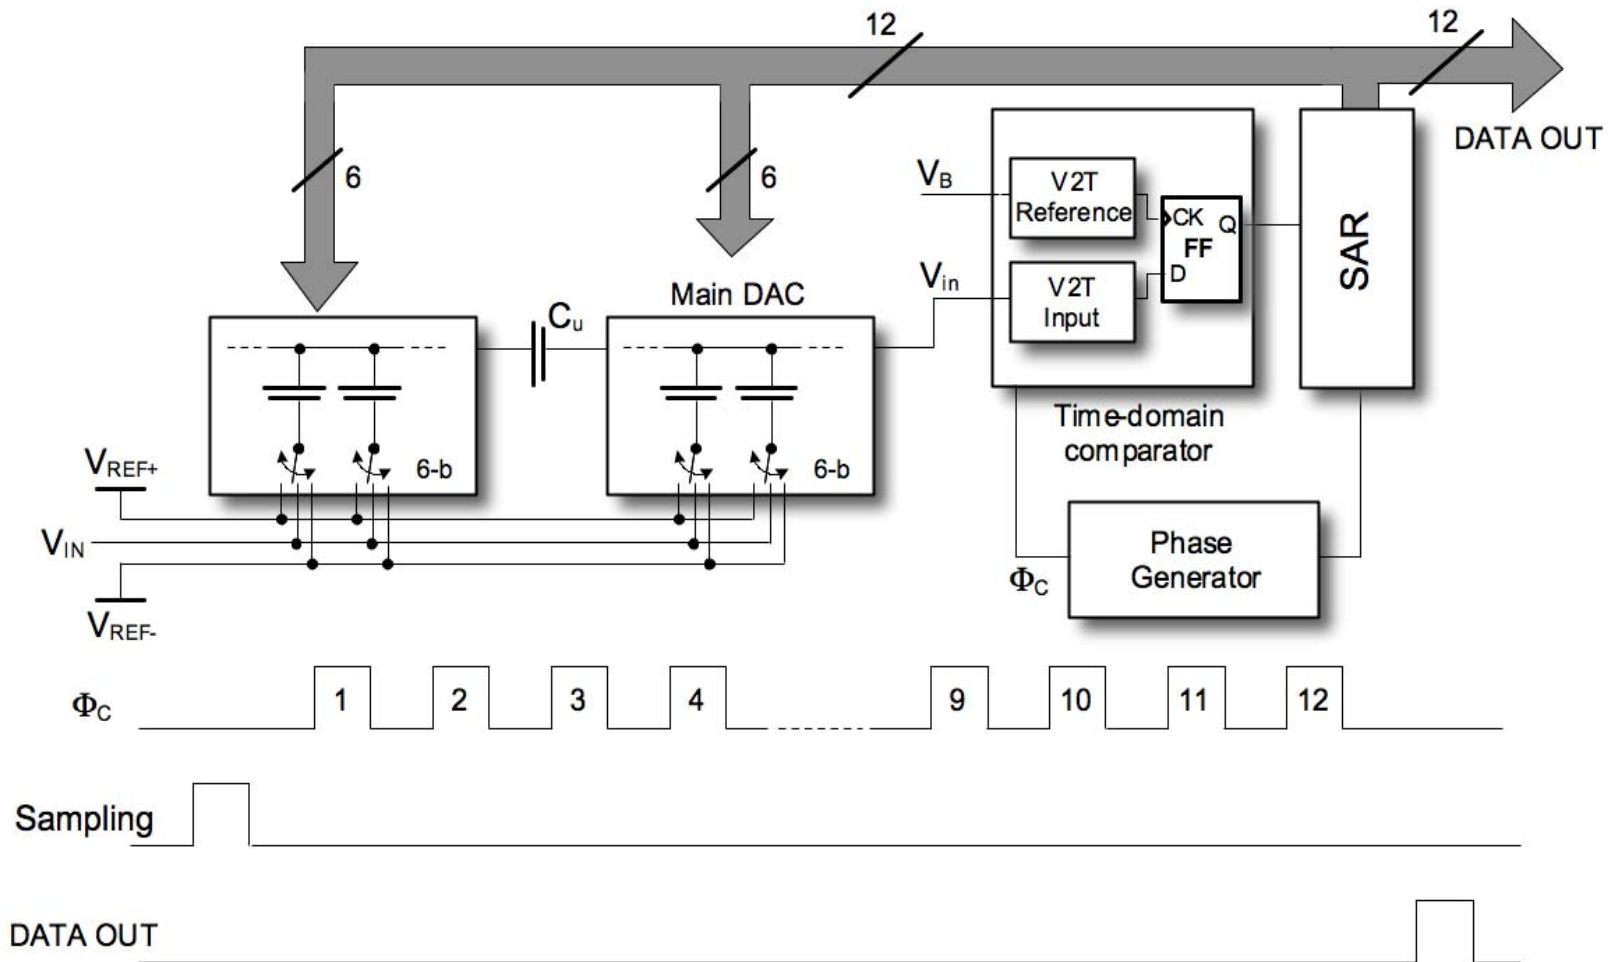 12
12
DATA OUT
6
6
V_B
V2T
Reference
CK
Q
FF
D
SAR
V_in
V2T
Input
Main DAC
C_u
Time-domain
comparator
V_REF+
6-b
6-b
V_IN
V_REF-
Phase
Generator
Φ_C
Φ_C
1
2
3
4
9
10
11
12
Sampling
DATA OUT